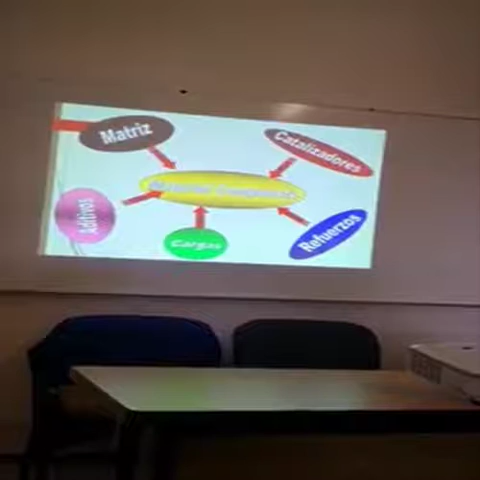 Matriz
Catalizadores
Aditivos
Cargas
Refuerzos